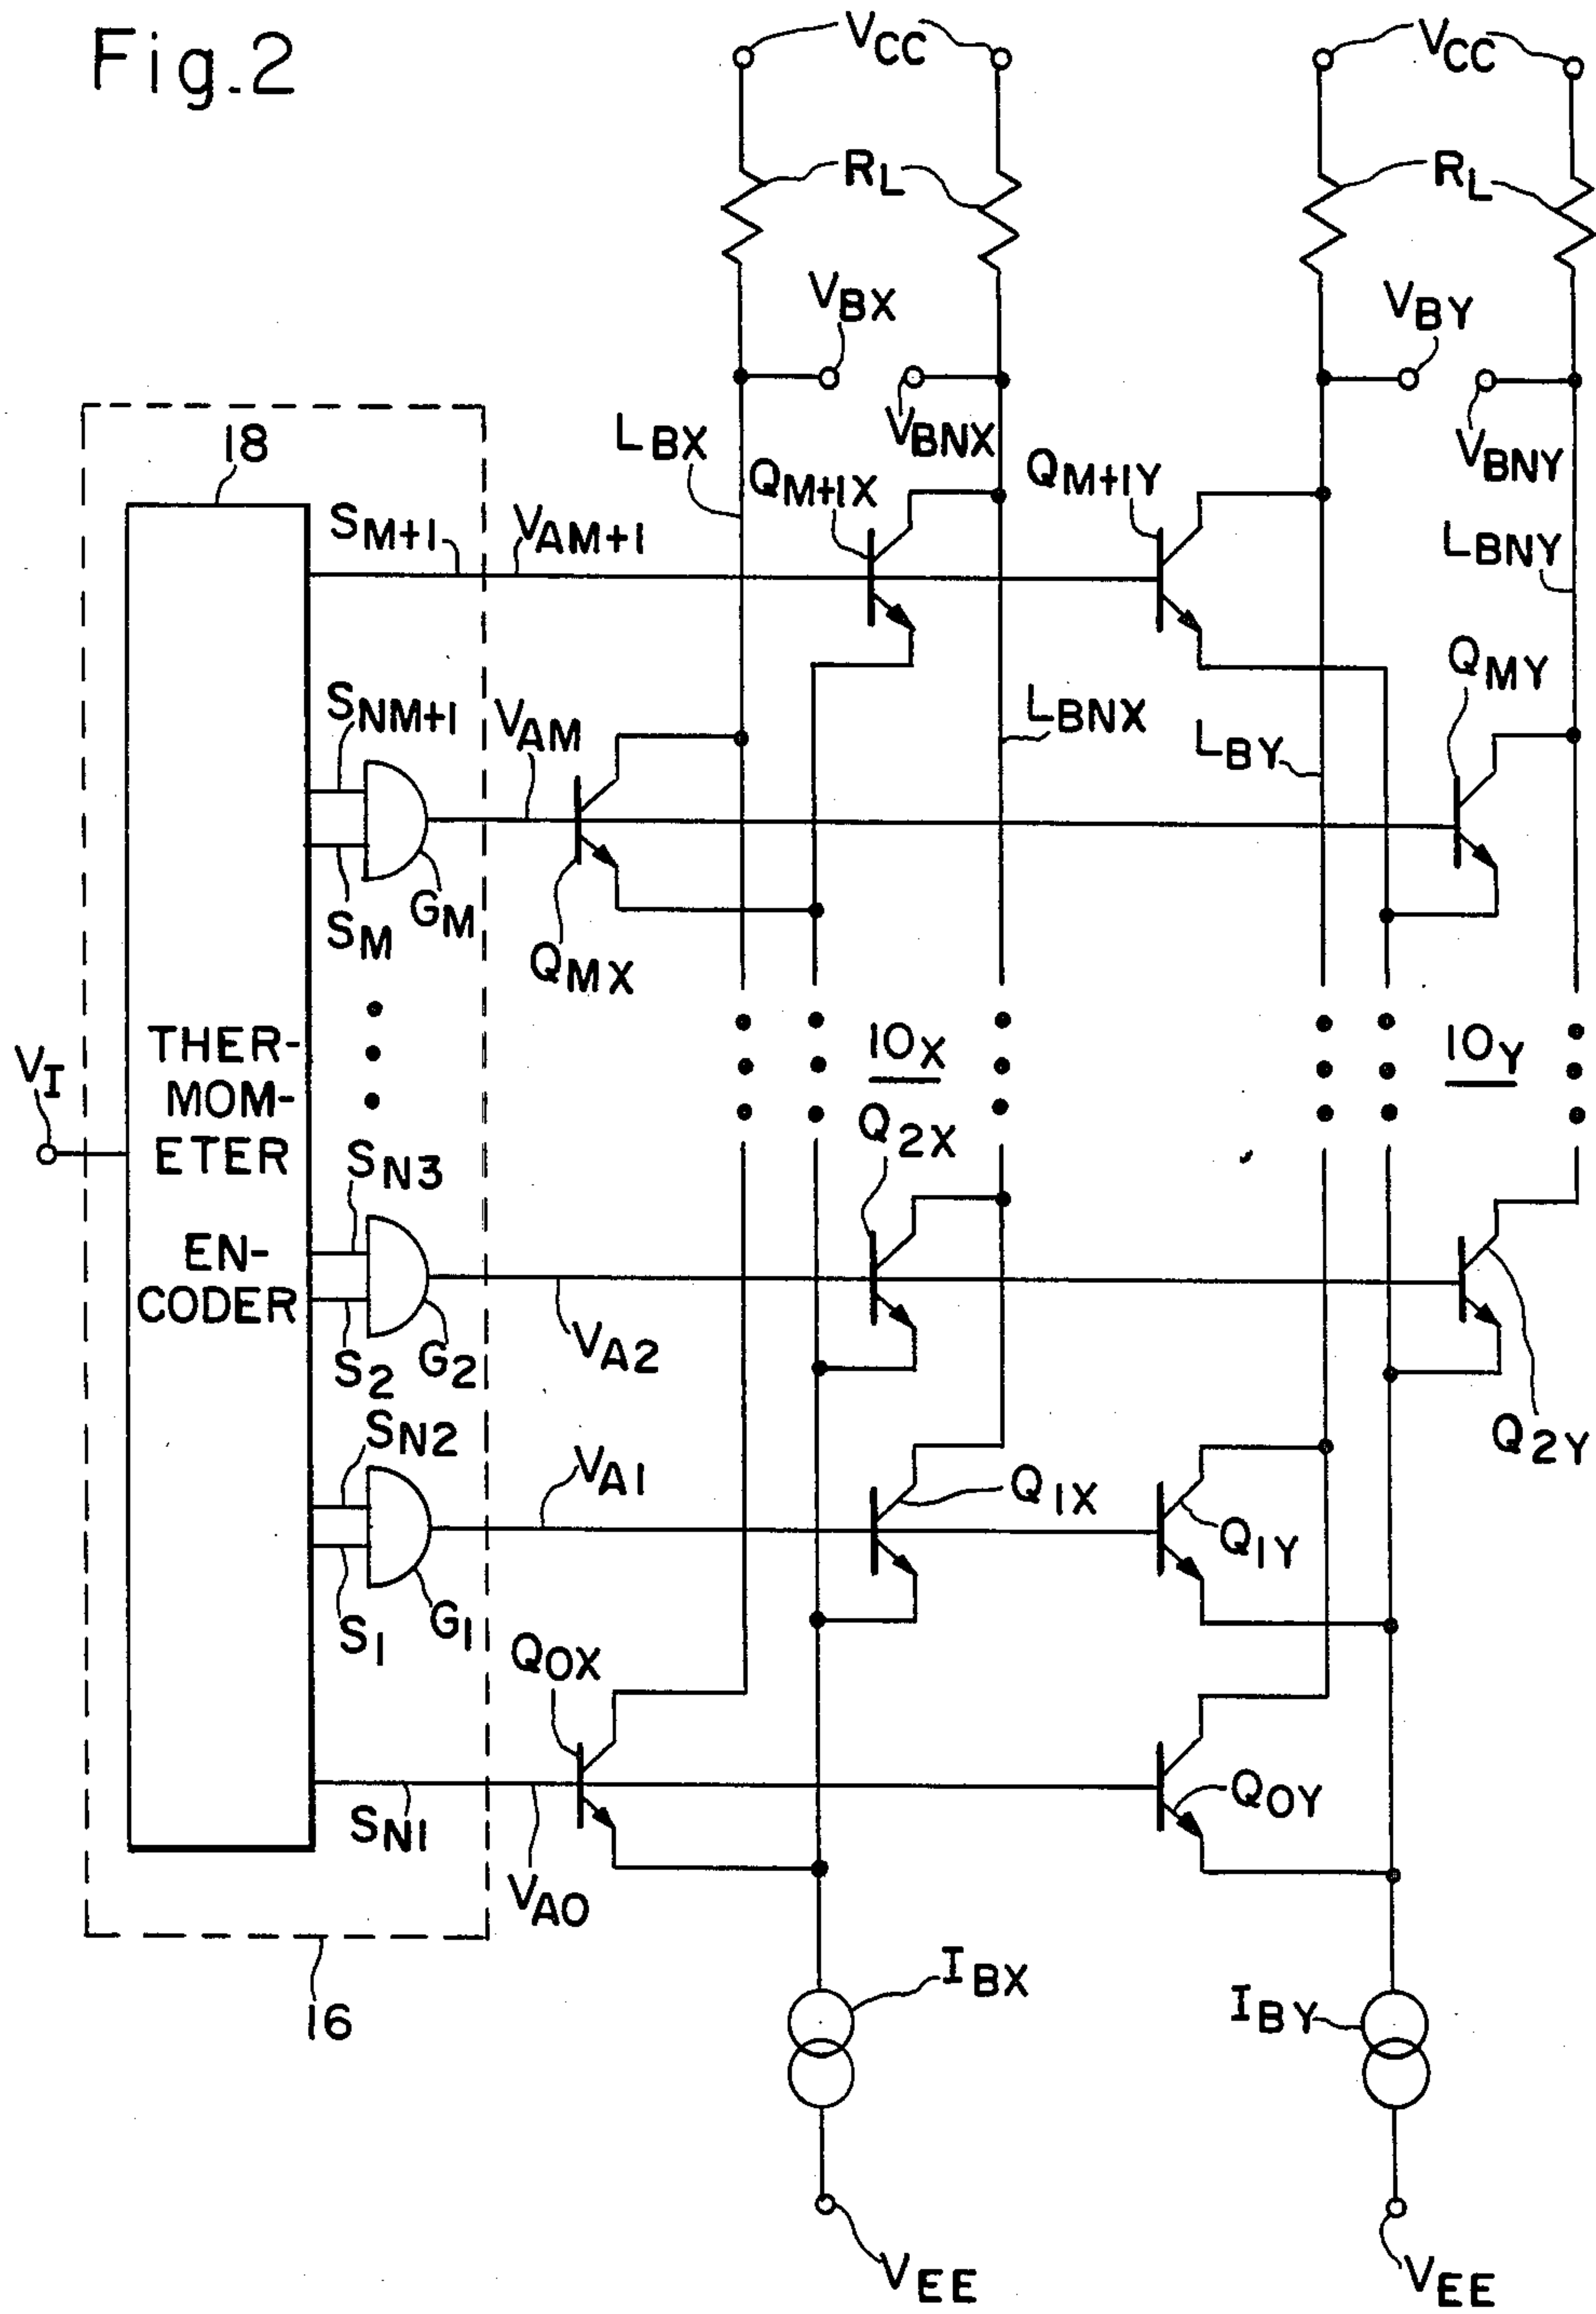 Fig.2
VCC
VCC
RL
RL
VBX
VBY
VBNX
VBNY
LBX
18
QM+1X
QM+1Y
SM+1
VAM+1
LBNY
QMY
SNM+1
VAM
LBNX
LBY
SM
GM
QMX
VI
THER-
MOM-
ETER
EN-
CODER
10X
10Y
Q2X
SN3
S2
G2
VA2
SN2
Q2Y
VA1
Q1X
Q1Y
S1
G1
Q0X
Q0Y
SN1
VA0
16
IBX
IBY
VEE
VEE